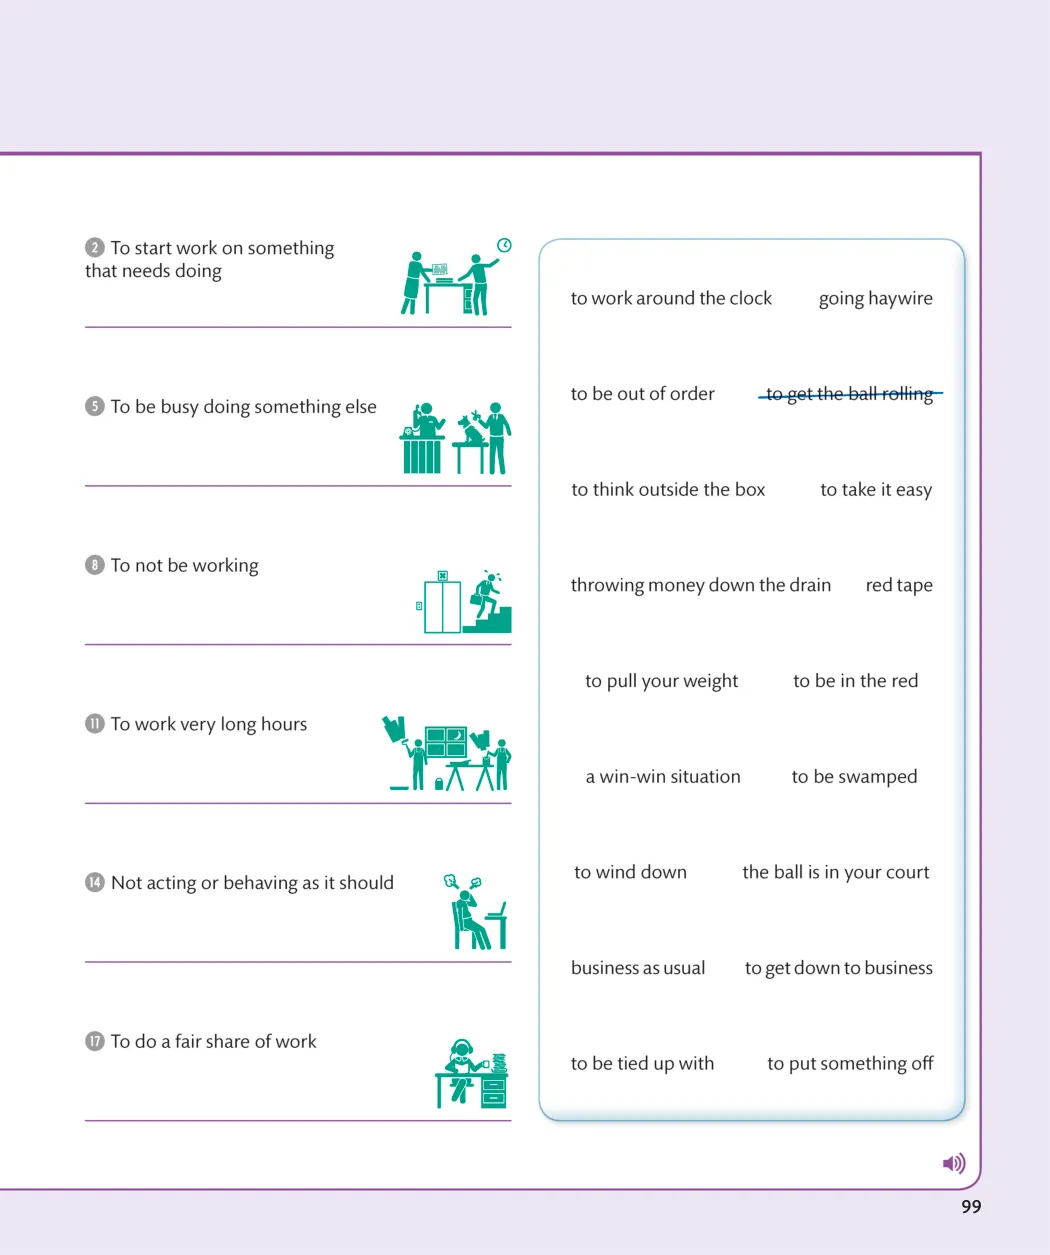 2 To start work on something
that needs doing
5 To be busy doing something else
8 To not be working
11 To work very long hours
14 Not acting or behaving as it should
17 To do a fair share of work
to work around the clock going haywire
to be out of order to get the ball rolling
to think outside the box to take it easy
throwing money down the drain red tape
to pull your weight to be in the red
a win-win situation to be swamped
to wind down the ball is in your court
business as usual to get down to business
to be tied up with to put something off
99